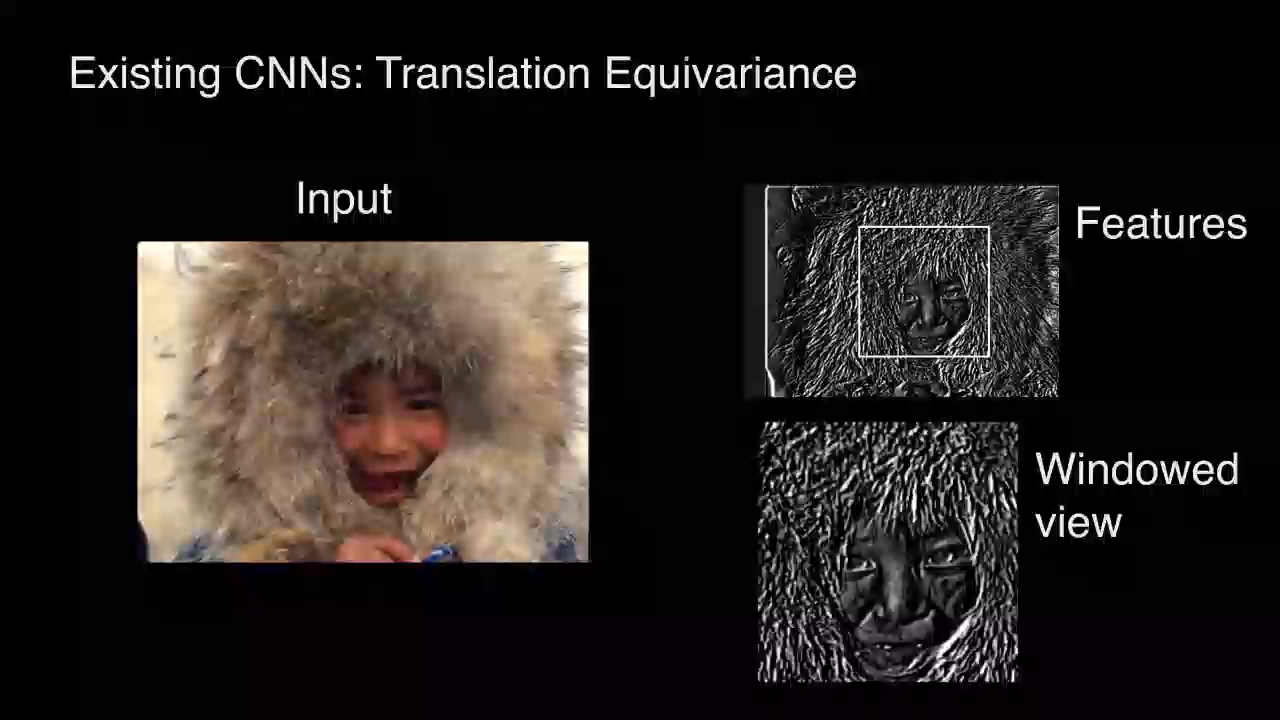 Existing CNNs: Translation Equivariance
Input
Features
Windowed
view